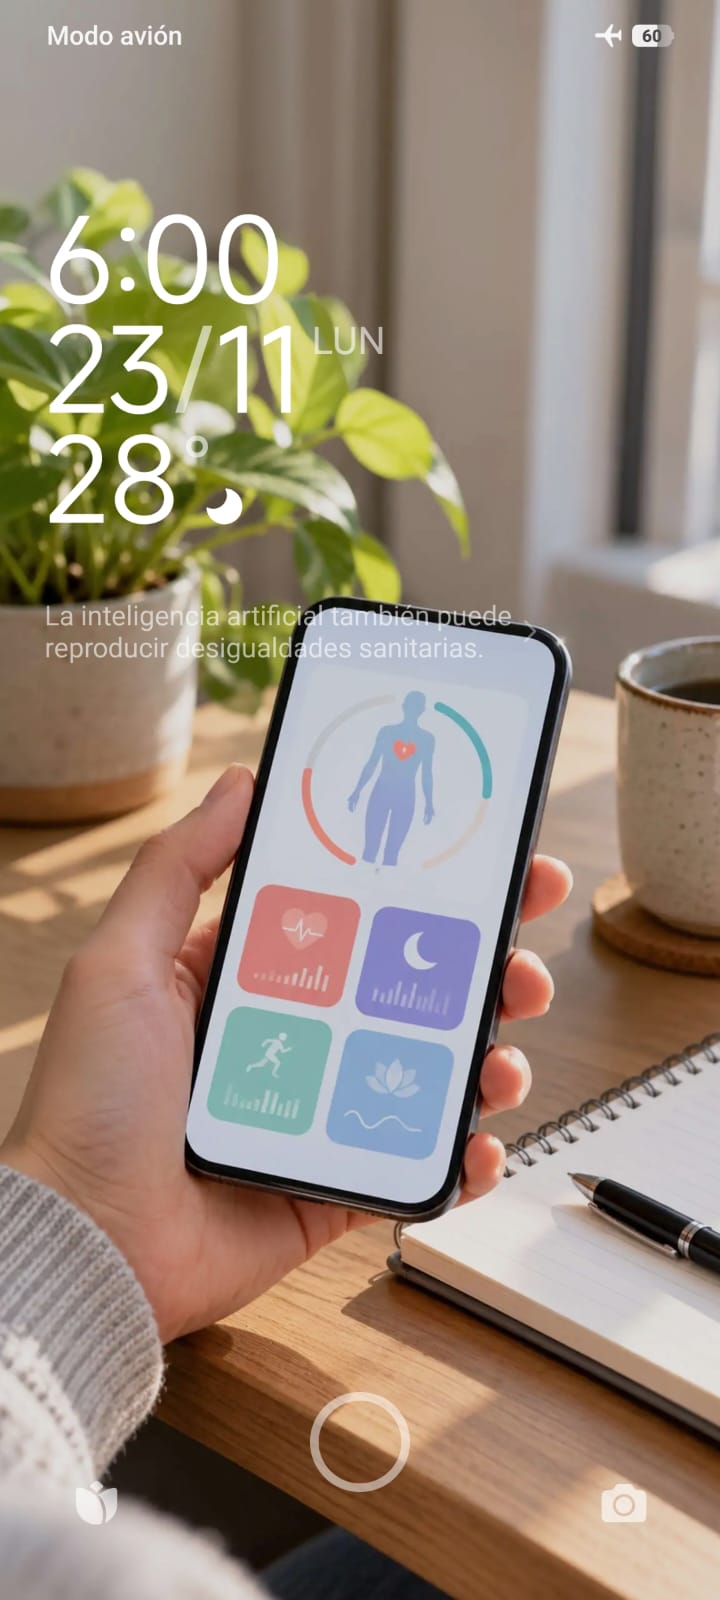 Modo avión
60
6:00
23/11 LUN
28°
La inteligencia artificial también puede
reproducir desigualdades sanitarias.